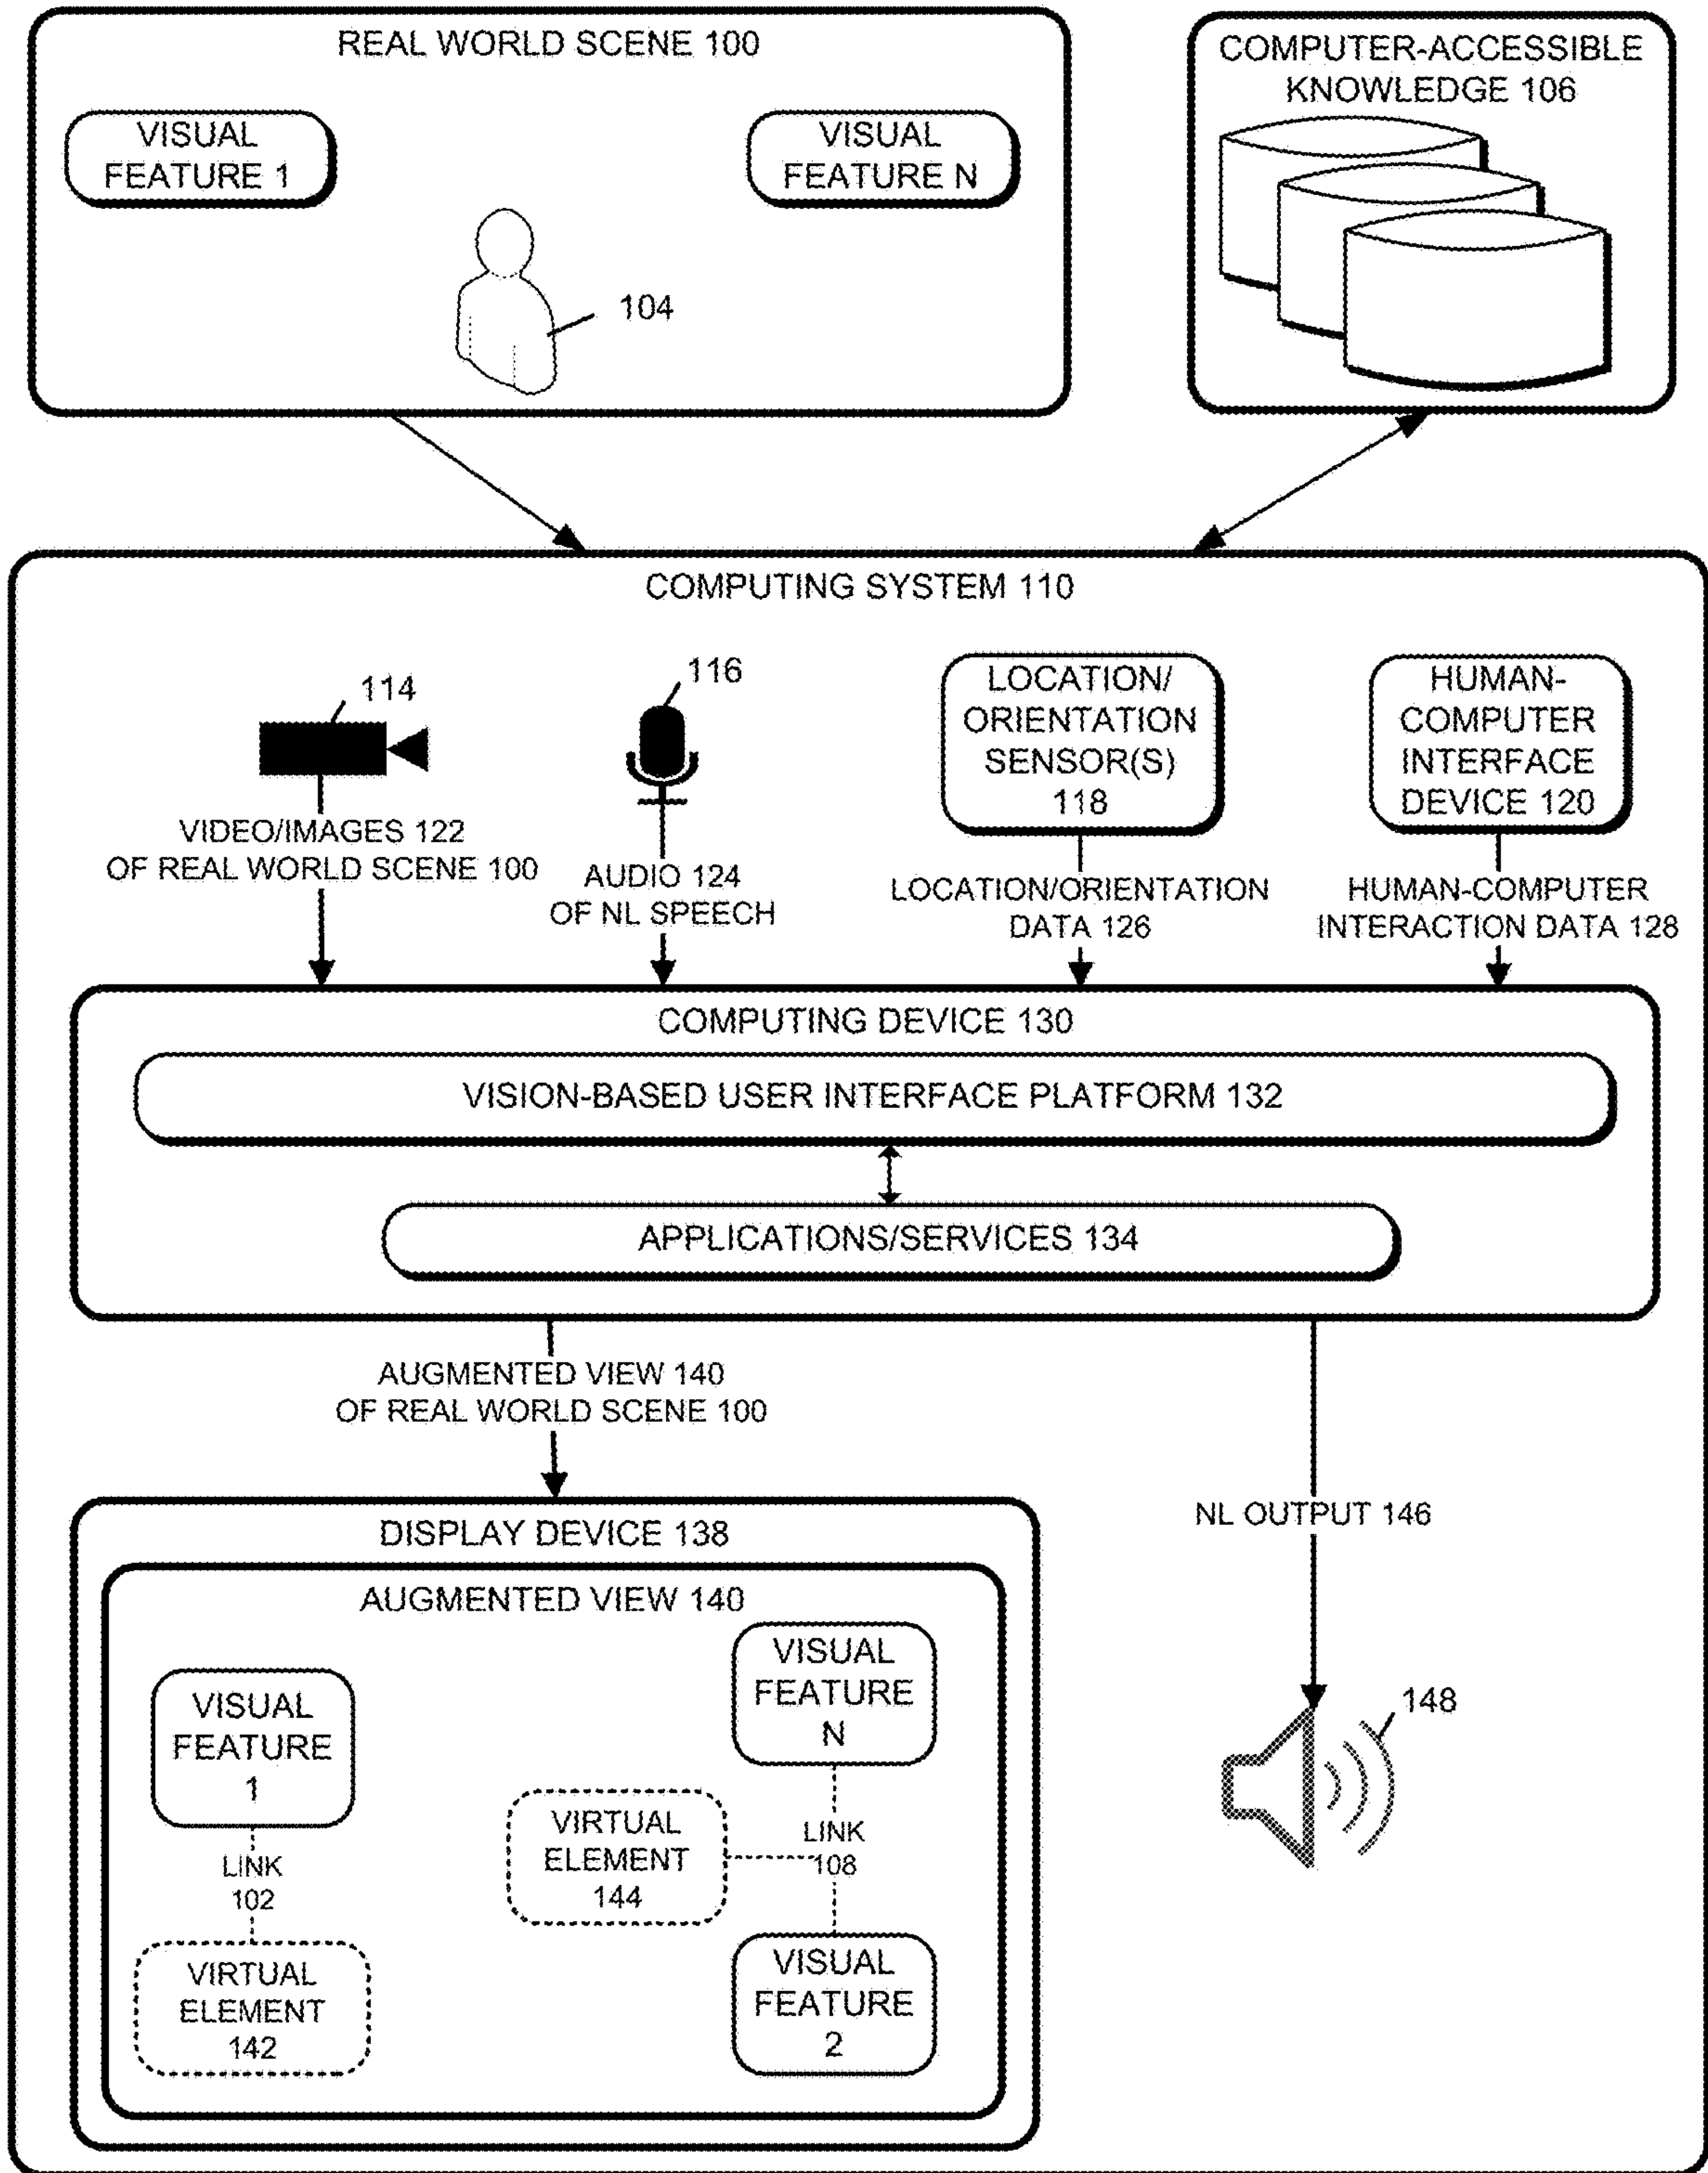 REAL WORLD SCENE 100
VISUAL
FEATURE 1
VISUAL
FEATURE N
104
COMPUTER-ACCESSIBLE
KNOWLEDGE 106
COMPUTING SYSTEM 110
114
116
LOCATION/
ORIENTATION
SENSOR(S)
118
HUMAN-
COMPUTER
INTERFACE
DEVICE 120
VIDEO/IMAGES 122
OF REAL WORLD SCENE 100
AUDIO 124
OF NL SPEECH
LOCATION/ORIENTATION
DATA 126
HUMAN-COMPUTER
INTERACTION DATA 128
COMPUTING DEVICE 130
VISION-BASED USER INTERFACE PLATFORM 132
APPLICATIONS/SERVICES 134
AUGMENTED VIEW 140
OF REAL WORLD SCENE 100
NL OUTPUT 146
DISPLAY DEVICE 138
AUGMENTED VIEW 140
VISUAL
FEATURE
1
LINK
102
VIRTUAL
ELEMENT
142
VISUAL
FEATURE
N
VIRTUAL
ELEMENT
144
LINK
108
VISUAL
FEATURE
2
148